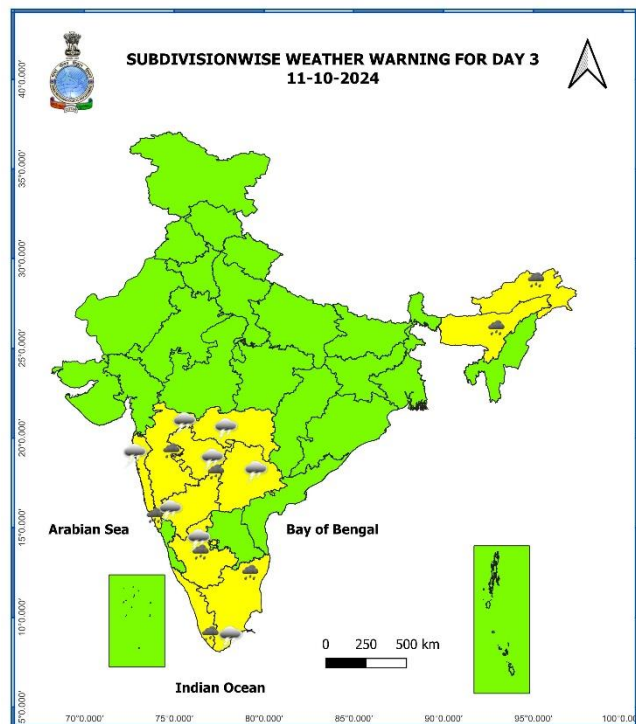 SUBDIVISIONWISE WEATHER WARNING FOR DAY 3
11-10-2024
40°0.000'
35°0.000'
30°0.000'
25°0.000'
20°0.000'
15°0.000'
10°0.000'
5°0.000'
Arabian Sea
Bay of Bengal
0 250 500 km
Indian Ocean
70°0.000' 75°0.000' 80°0.000' 85°0.000' 90°0.000' 95°0.000' 100°0.00